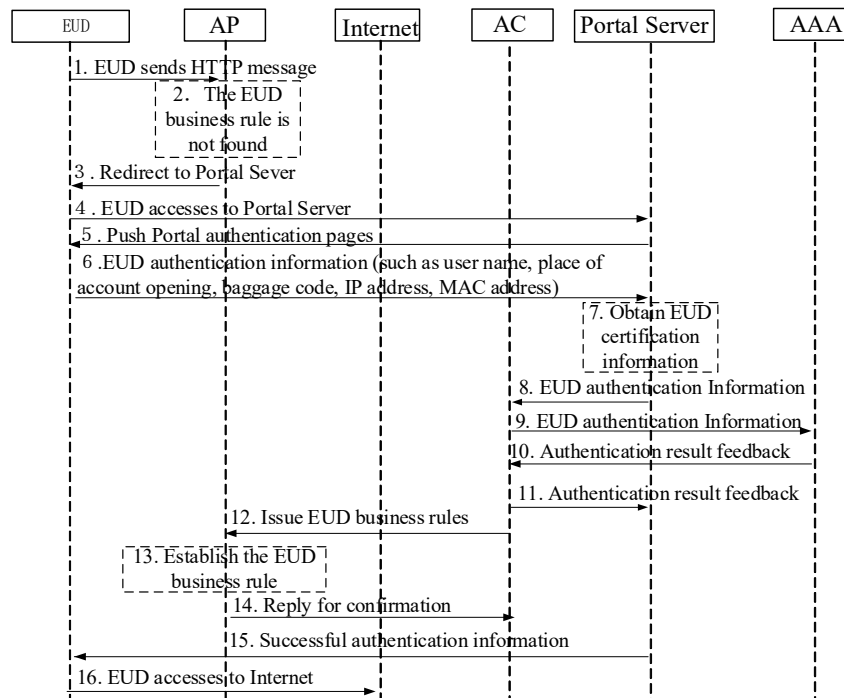 EUD AP Internet AC Portal Server AAA
1. EUD sends HTTP message
2. The EUD
business rule is
not found
3 . Redirect to Portal Sever
4 . EUD accesses to Portal Server
5 . Push Portal authentication pages
6 .EUD authentication information (such as user name, place of
account opening, baggage code, IP address, MAC address)
7. Obtain EUD
certification
information
8. EUD authentication Information
9. EUD authentication Information
10. Authentication result feedback
11. Authentication result feedback
12. Issue EUD business rules
13. Establish the EUD
business rule
14. Reply for confirmation
15. Successful authentication information
16. EUD accesses to Internet